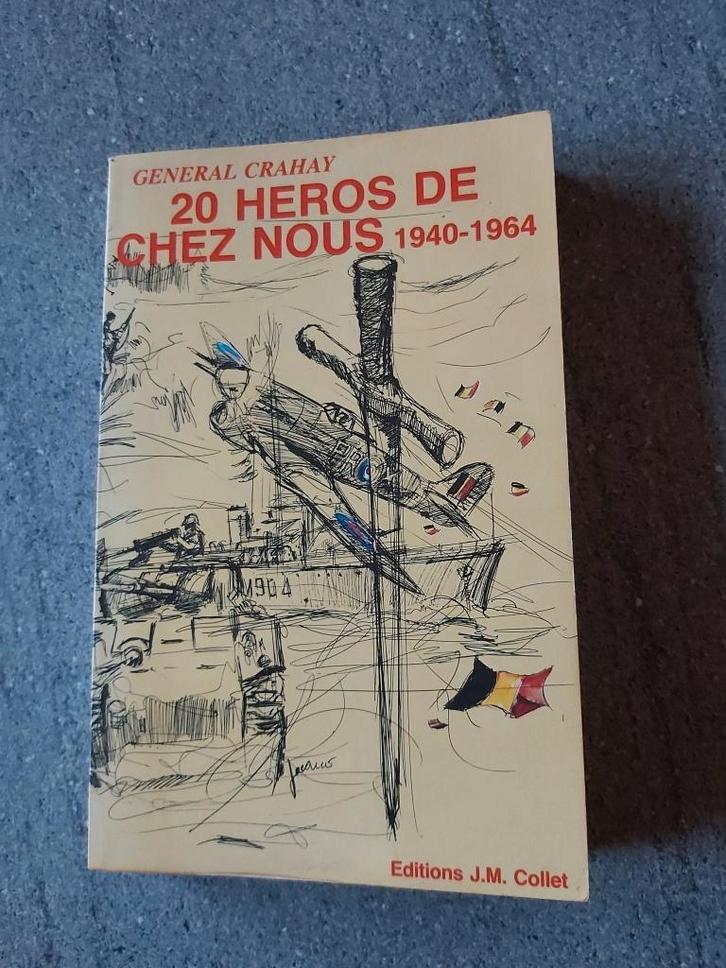 GENERAL CRAHAY
20 HEROS DE
CHEZ NOUS 1940-1964
M904
Editions J.M. Collet